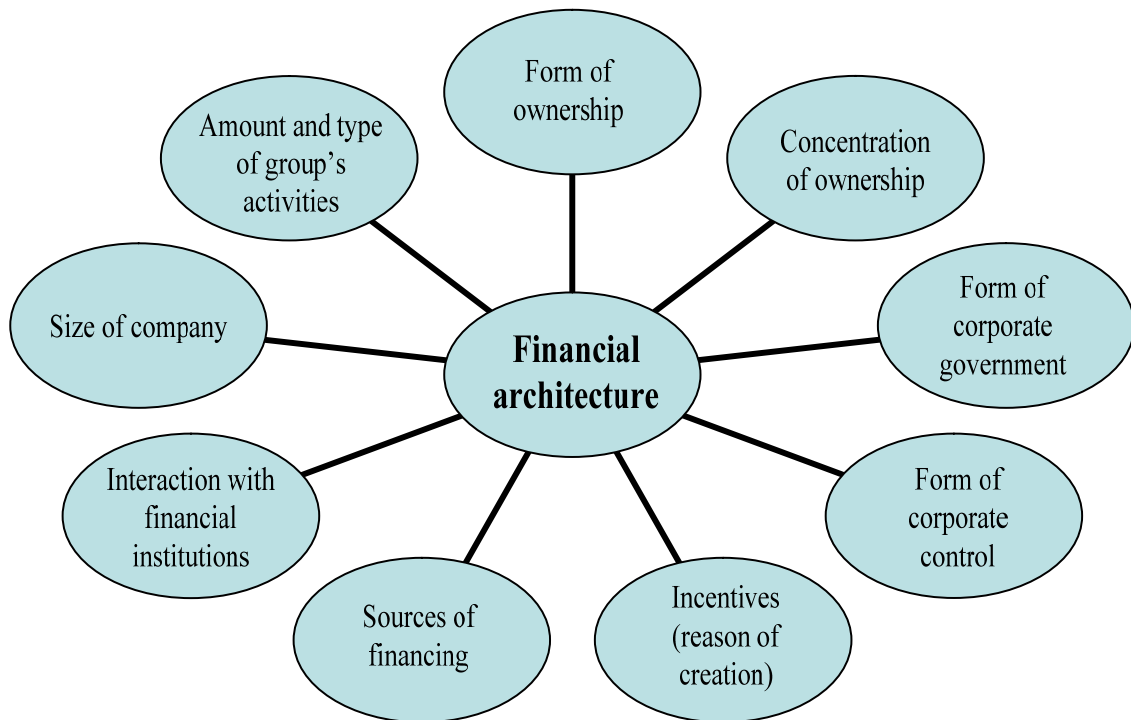 Form of
ownership
Amount and type
of group’s
activities
Concentration
of ownership
Size of company
Form of
corporate
government
Financial
architecture
Interaction with
financial
institutions
Form of
corporate
control
Sources of
financing
Incentives
(reason of
creation)